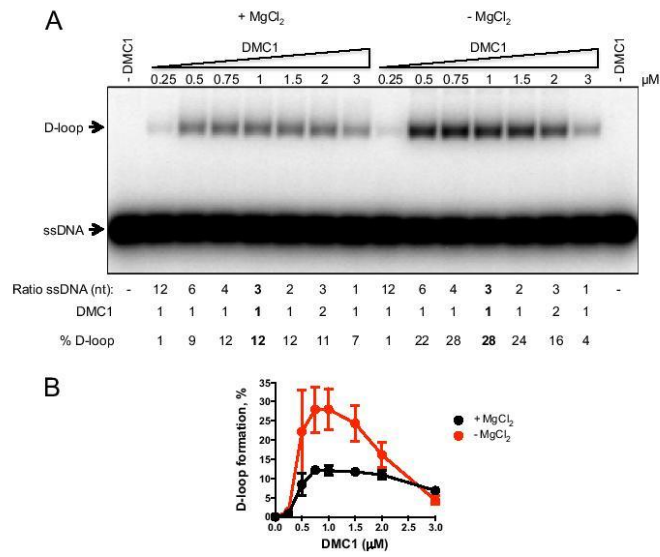 A
+ MgCl2 - MgCl2
- DMC1 DMC1 DMC1 - DMC1
0.25 0.5 0.75 1 1.5 2 3 0.25 0.5 0.75 1 1.5 2 3 µM
D-loop
ssDNA
Ratio ssDNA (nt): - 12 6 4 3 2 3 1 12 6 4 3 2 3 1 -
DMC1 1 1 1 1 1 2 1 1 1 1 1 1 2 1
% D-loop 1 9 12 12 12 11 7 1 22 28 28 24 16 4
B
D-loop formation, %
35
30
25
20
15
10
5
0
0.0 0.5 1.0 1.5 2.0 2.5 3.0
DMC1 (µM)
+ MgCl2
- MgCl2